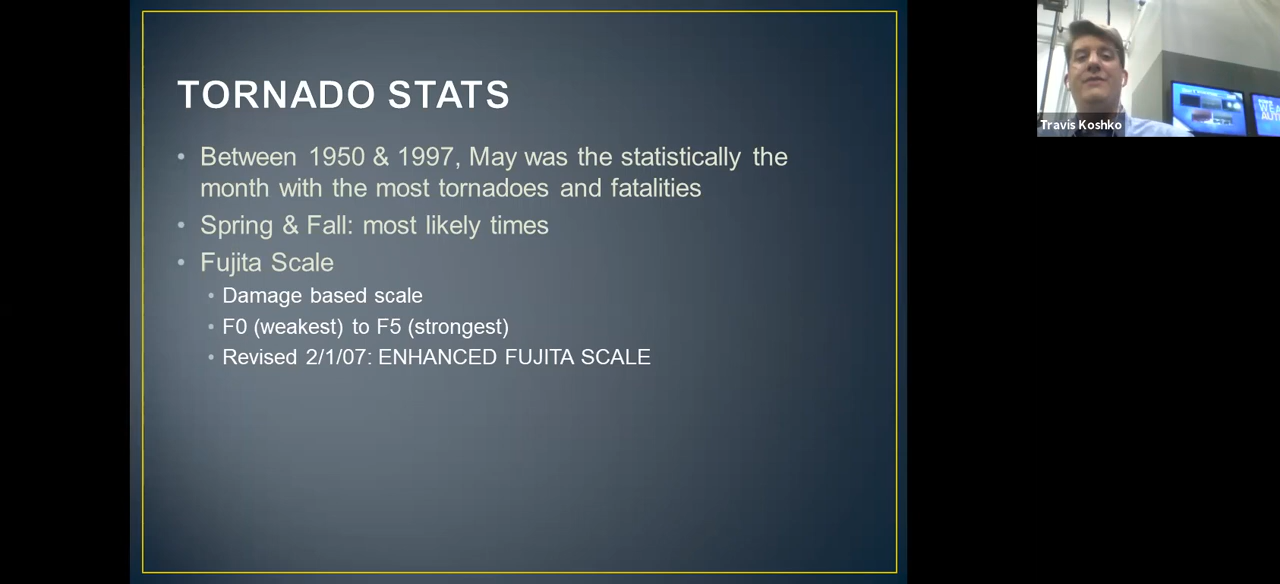 TORNADO STATS
• Between 1950 & 1997, May was the statistically the
month with the most tornadoes and fatalities
• Spring & Fall: most likely times
• Fujita Scale
• Damage based scale
• F0 (weakest) to F5 (strongest)
• Revised 2/1/07: ENHANCED FUJITA SCALE
Travis Koshko